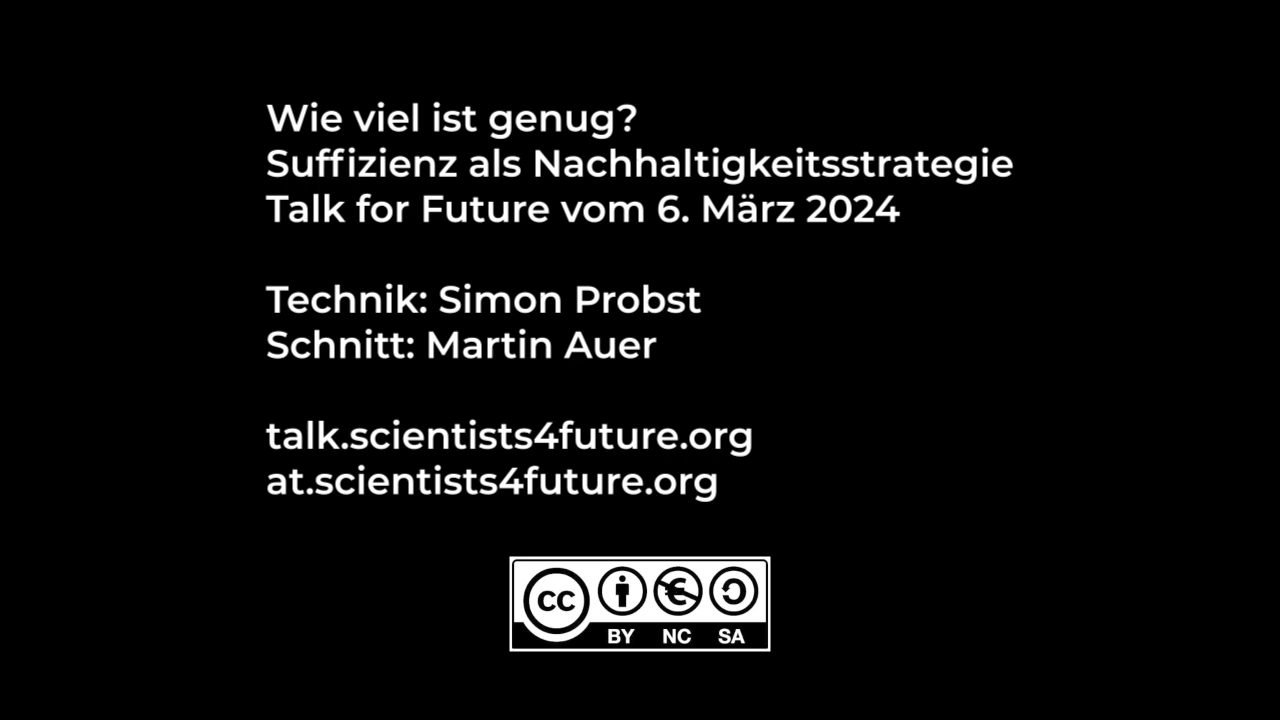 Wie viel ist genug?
Suffizienz als Nachhaltigkeitsstrategie
Talk for Future vom 6. März 2024
Technik: Simon Probst
Schnitt: Martin Auer
talk.scientists4future.org
at.scientists4future.org
cc
BY NC SA